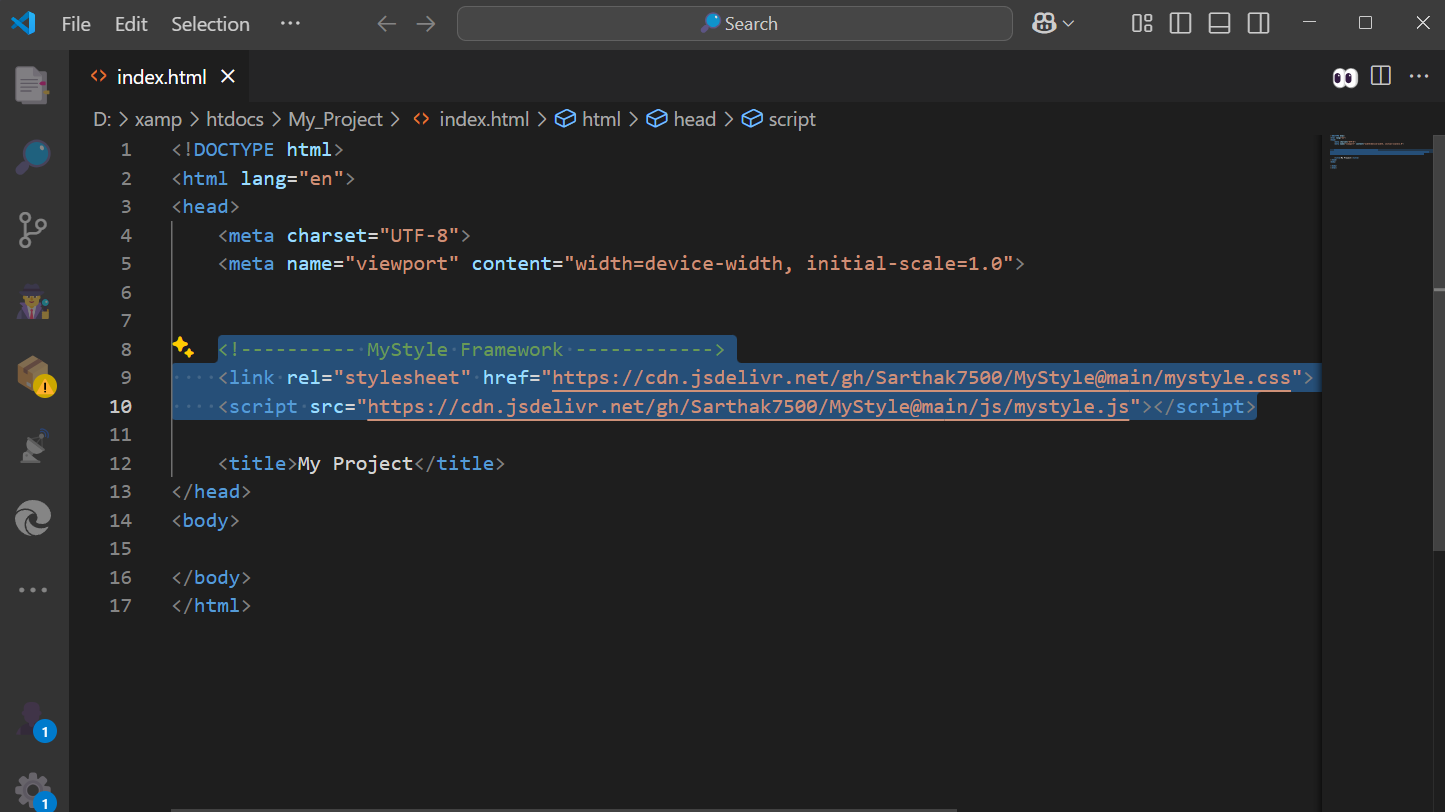 File Edit Selection ··· Search
index.html
D: > xamp > htdocs > My_Project > index.html > html > head > script
1 <!DOCTYPE html>
2 <html lang="en">
3 <head>
4 <meta charset="UTF-8">
5 <meta name="viewport" content="width=device-width, initial-scale=1.0">
6
7
8 <!---------- MyStyle Framework ------------>
9 <link rel="stylesheet" href="https://cdn.jsdelivr.net/gh/Sarthak7500/MyStyle@main/mystyle.css">
10 <script src="https://cdn.jsdelivr.net/gh/Sarthak7500/MyStyle@main/js/mystyle.js"></script>
11
12 <title>My Project</title>
13 </head>
14 <body>
15
16 </body>
17 </html>
1
1